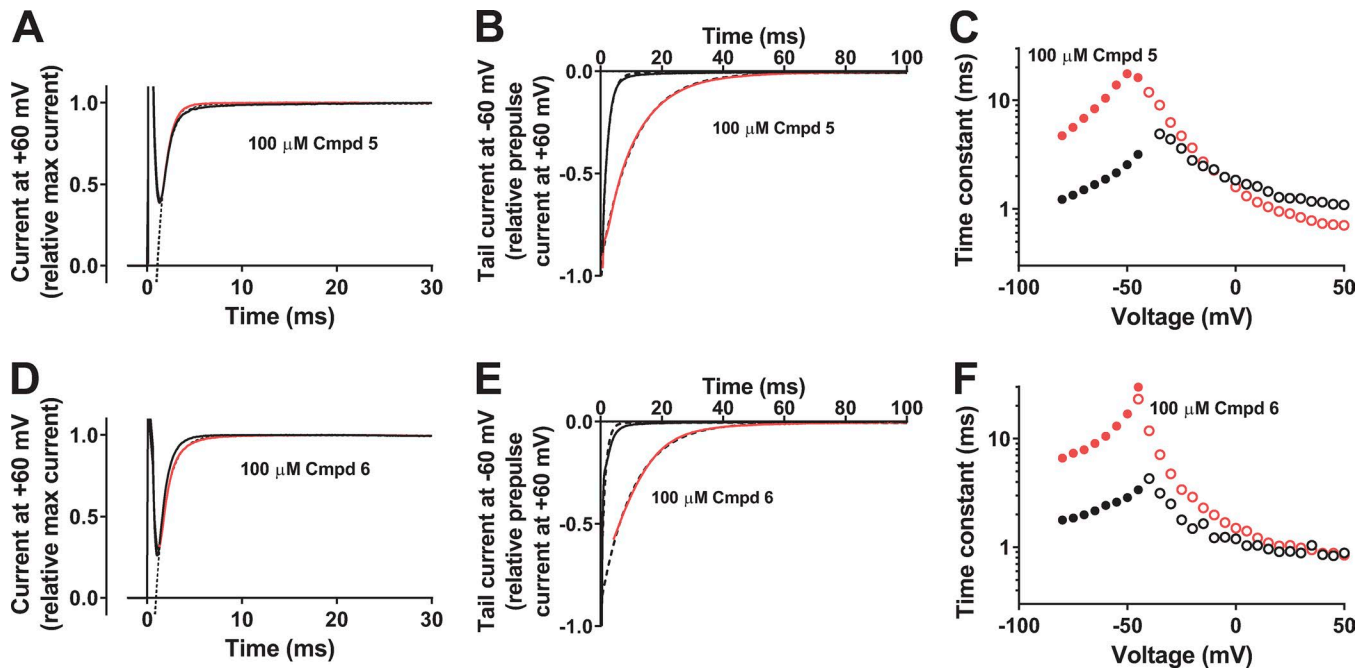 A
Current at +60 mV
(relative max current)
1.0
0.5
0.0
100 μM Cmpd 5
0
10
20
30
Time (ms)
B
Time (ms)
0
20
40
60
80
100
Tail current at -60 mV
(relative prepulse
current at +60 mV)
0.0
-0.5
-1.0
100 μM Cmpd 5
C
100 μM Cmpd 5
Time constant (ms)
10
1
-100
-50
0
50
Voltage (mV)
D
Current at +60 mV
(relative max current)
1.0
0.5
0.0
100 μM Cmpd 6
0
10
20
30
Time (ms)
E
Time (ms)
0
20
40
60
80
100
Tail current at -60 mV
(relative prepulse
current at +60 mV)
0.0
-0.5
-1.0
100 μM Cmpd 6
F
100 μM Cmpd 6
Time constant (ms)
10
1
-100
-50
0
50
Voltage (mV)